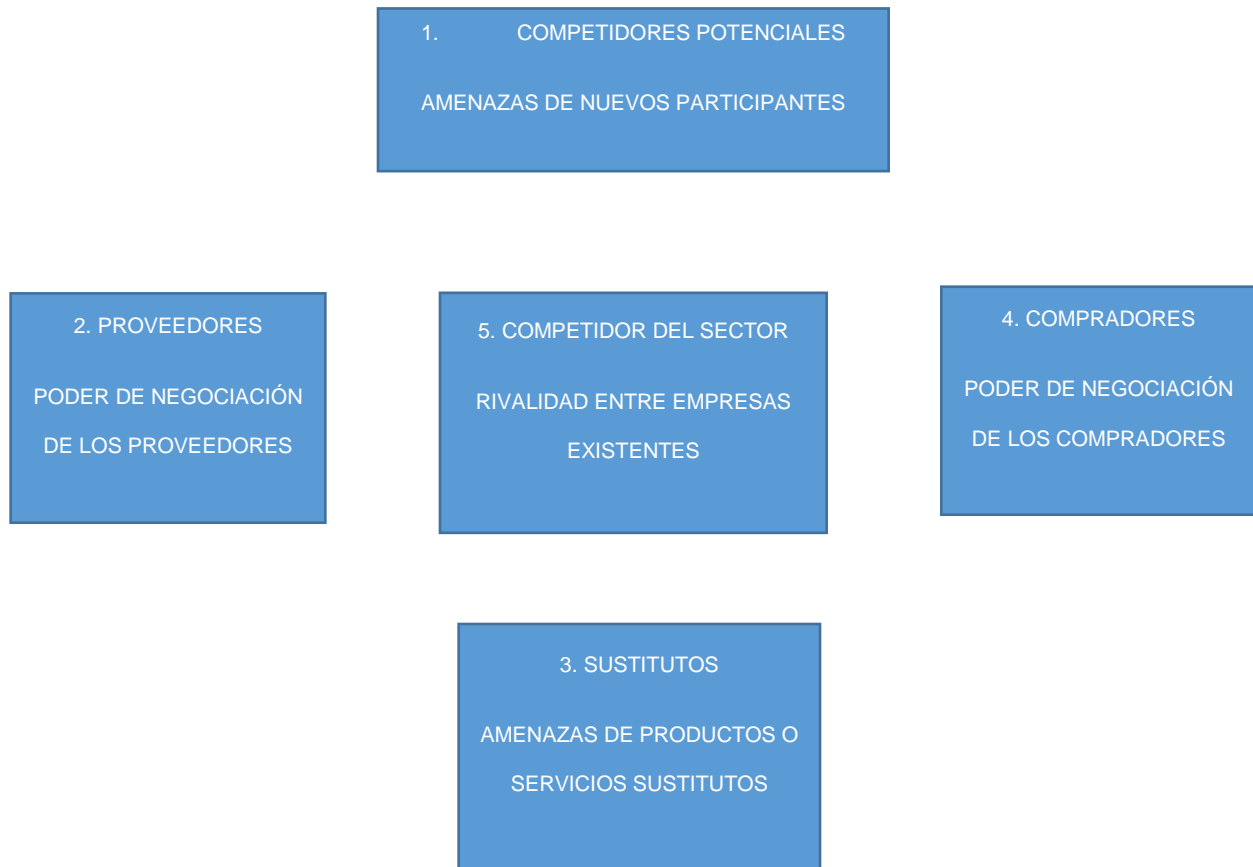 1. COMPETIDORES POTENCIALES
AMENAZAS DE NUEVOS PARTICIPANTES
2. PROVEEDORES
PODER DE NEGOCIACIÓN
DE LOS PROVEEDORES
5. COMPETIDOR DEL SECTOR
RIVALIDAD ENTRE EMPRESAS
EXISTENTES
4. COMPRADORES
PODER DE NEGOCIACIÓN
DE LOS COMPRADORES
3. SUSTITUTOS
AMENAZAS DE PRODUCTOS O
SERVICIOS SUSTITUTOS